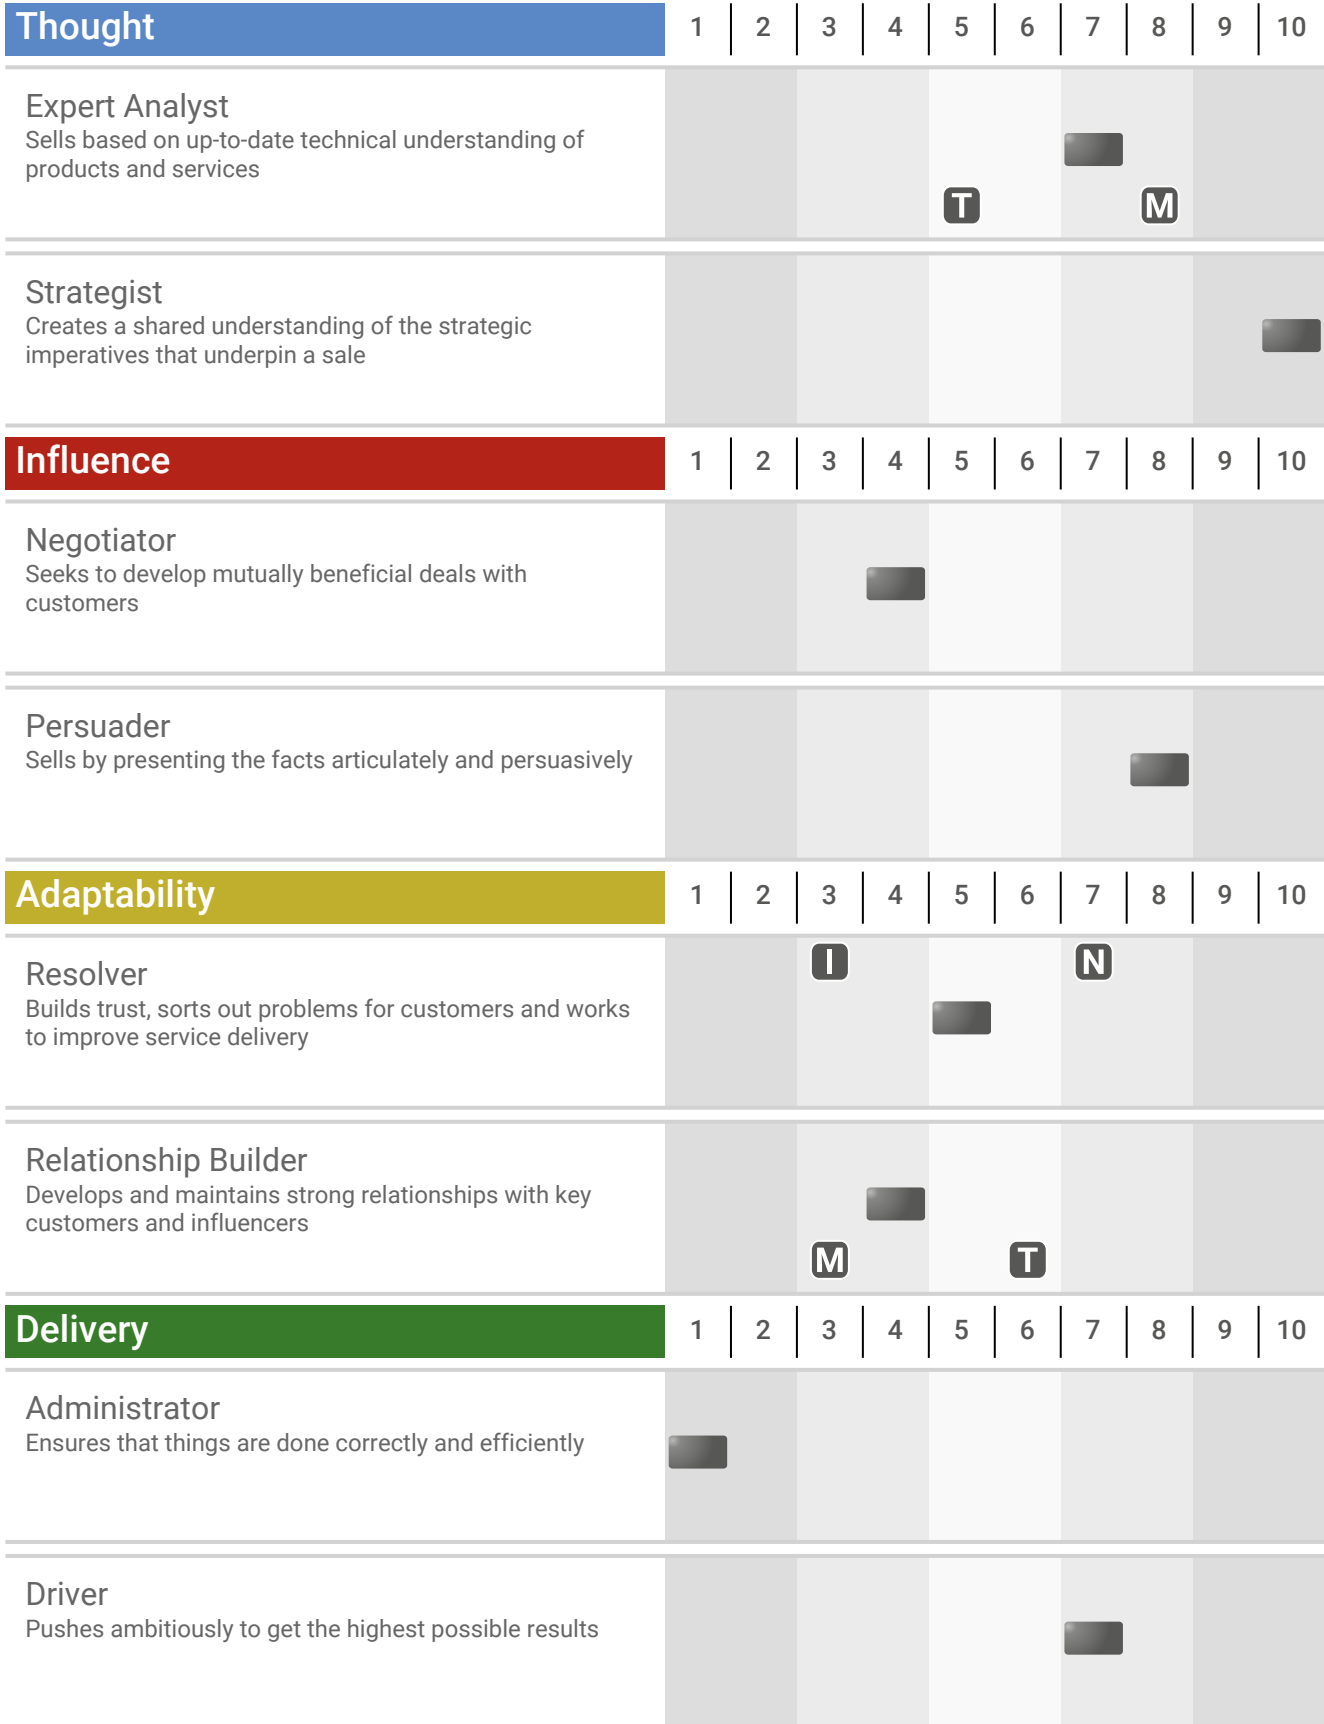 Thought 1 2 3 4 5 6 7 8 9 10
Expert Analyst
Sells based on up-to-date technical understanding of
products and services
T M
Strategist
Creates a shared understanding of the strategic
imperatives that underpin a sale
Influence 1 2 3 4 5 6 7 8 9 10
Negotiator
Seeks to develop mutually beneficial deals with
customers
Persuader
Sells by presenting the facts articulately and persuasively
Adaptability 1 2 3 4 5 6 7 8 9 10
I N
Resolver
Builds trust, sorts out problems for customers and works
to improve service delivery
Relationship Builder
Develops and maintains strong relationships with key
customers and influencers
M T
Delivery 1 2 3 4 5 6 7 8 9 10
Administrator
Ensures that things are done correctly and efficiently
Driver
Pushes ambitiously to get the highest possible results